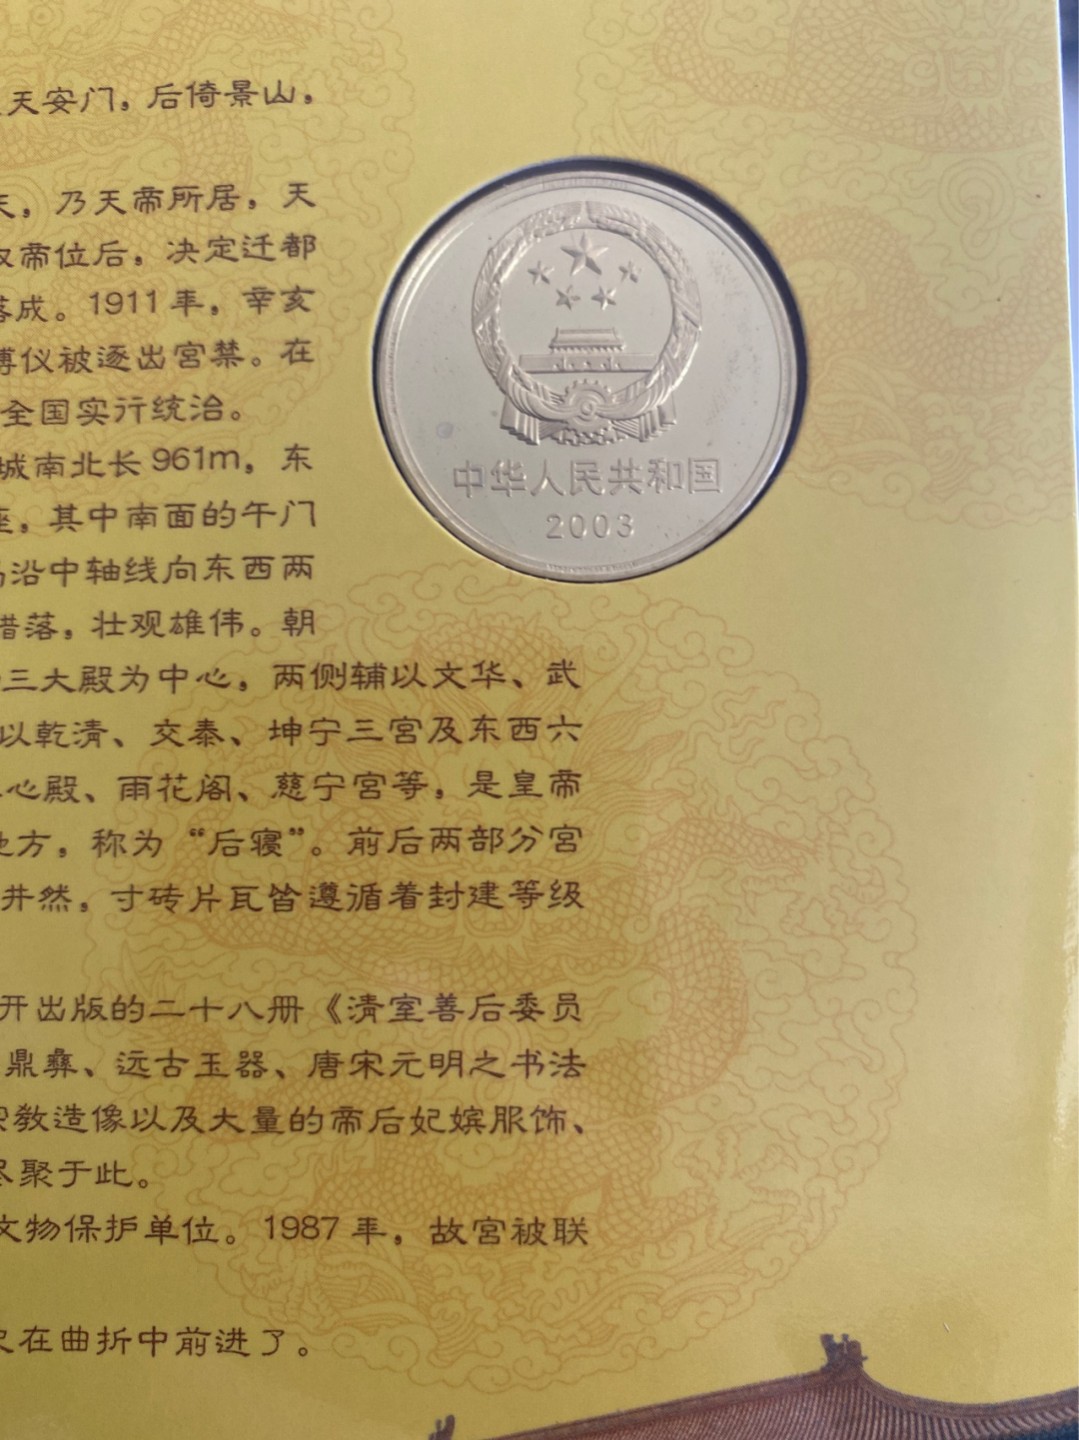 天安门，后倚景山，
，乃天帝所居，天
帝位后，决定迁都
落成。1911年，辛亥
仪被逐出宫禁。在
全国实行统治。
城南北长961m，东
座，其中南面的午门
沿中轴线向东西两
错落，壮观雄伟。朝
三大殿为中心，两侧辅以文华、武
以乾清、交泰、坤宁三宫及东西六
心殿、雨花阁、慈宁宫等，是皇帝
方，称为“后寝”。前后两部分宫
井然，寸砖片瓦皆遵循着封建等级
开出版的二十八册《清室善后委员
鼎彝、远古玉器、唐宋元明之书法
教造像以及大量的帝后妃嫔服饰、
聚于此。
文物保护单位。1987年，故宫被联
在曲折中前进了。
中华人民共和国
2003